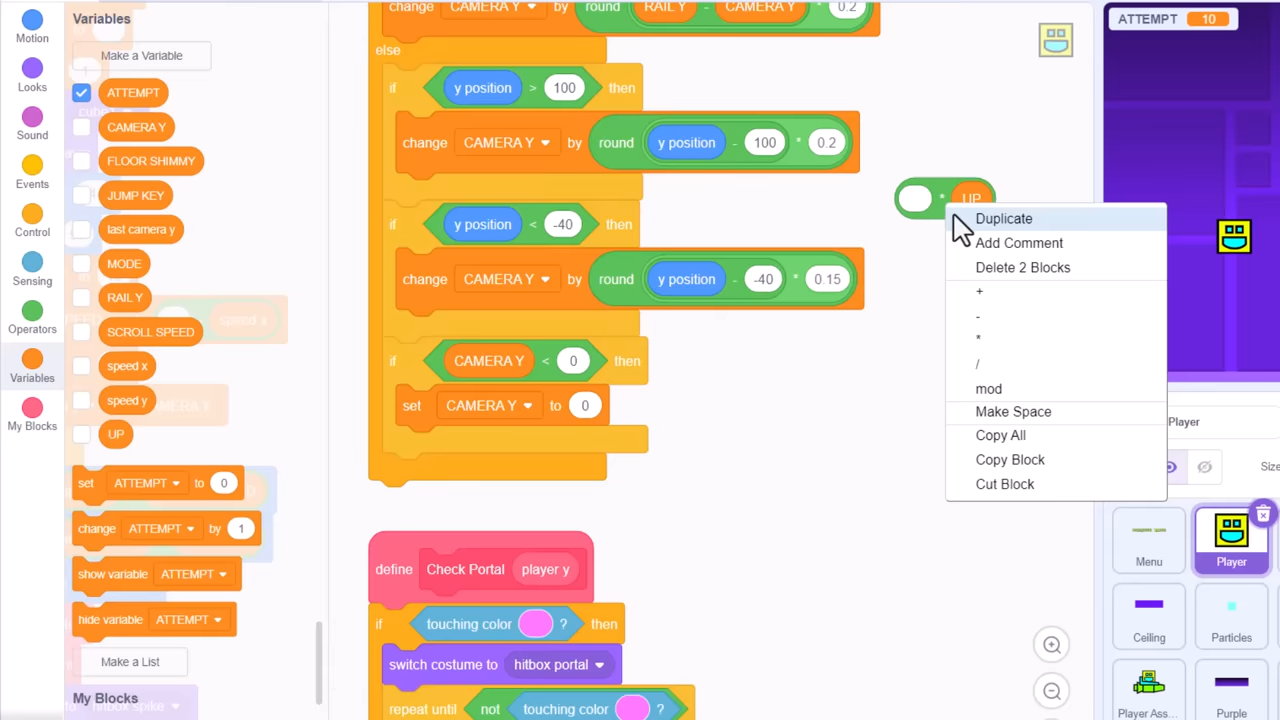 Motion
Looks
Sound
Events
Control
Sensing
Operators
Variables
My Blocks
Variables
Make a Variable
ATTEMPT
CAMERA Y
FLOOR SHIMMY
JUMP KEY
last camera y
MODE
RAIL Y
SCROLL SPEED
speed x
speed y
UP
set ATTEMPT to 0
change ATTEMPT by 1
show variable ATTEMPT
hide variable ATTEMPT
Make a List
My Blocks
change CAMERA Y by round RAIL Y - CAMERA Y * 0.2
else
if y position > 100 then
change CAMERA Y by round y position - 100 * 0.2
if y position < -40 then
change CAMERA Y by round y position - -40 * 0.15
if CAMERA Y < 0 then
set CAMERA Y to 0
define Check Portal player y
if touching color ? then
switch costume to hitbox portal
repeat until not touching color ?
* UP
Duplicate
Add Comment
Delete 2 Blocks
+
-
*
/
mod
Make Space
Copy All
Copy Block
Cut Block
ATTEMPT 10
Player
Size
Menu
Player
Ceiling
Particles
Player Ass...
Purple